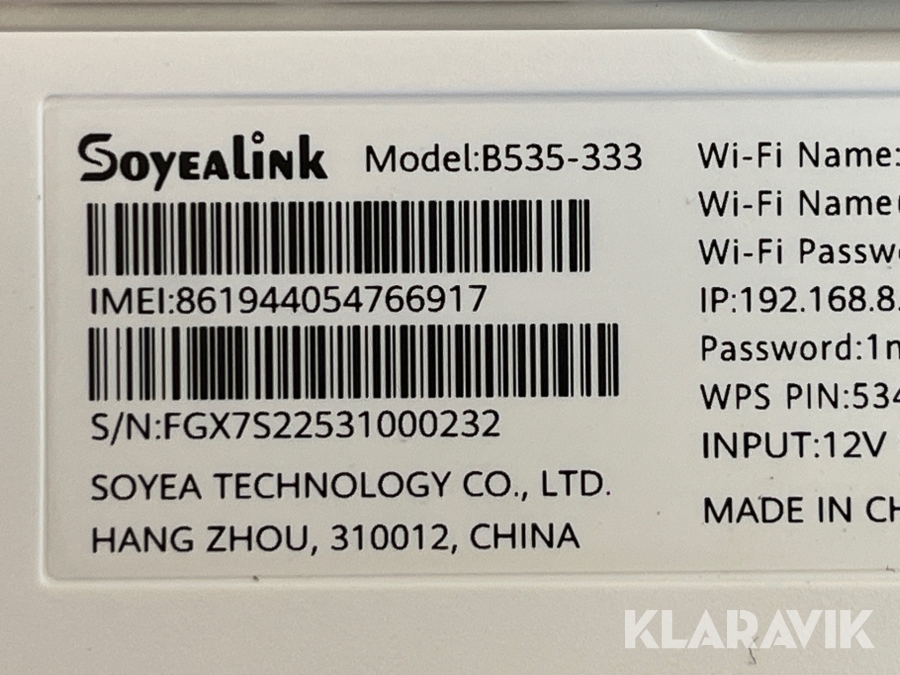 SOYEALINK Model:B535-333
IMEI:861944054766917
S/N:FGX7S22531000232
SOYEA TECHNOLOGY CO., LTD.
HANG ZHOU, 310012, CHINA
Wi-Fi Name:
Wi-Fi Name(
Wi-Fi Passw
IP:192.168.8.
Password:1
WPS PIN:534
INPUT:12V
MADE IN CH
KLARAVIK